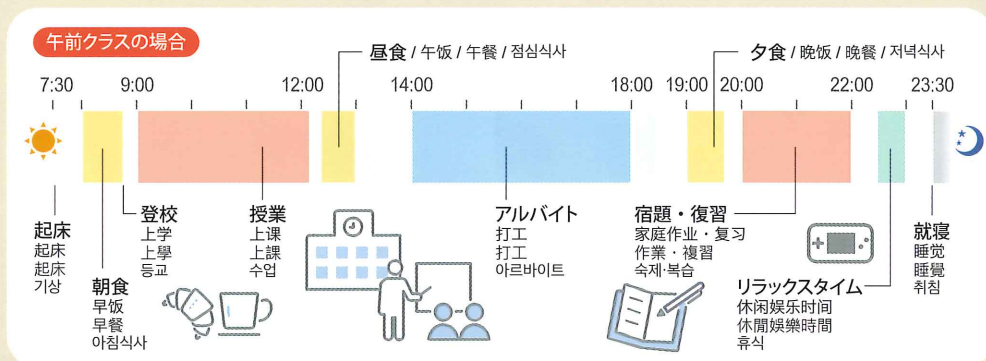 午前クラスの場合
昼食 / 午饭 / 午餐 / 점심식사
夕食 / 晚饭 / 晚餐 / 저녁식사
7:30 9:00 12:00 14:00 18:00 19:00 20:00 22:00 23:30
起床
起床
起床
기상
朝食
早饭
早餐
아침식사
登校
上学
上學
등교
授業
上课
上課
수업
アルバイト
打工
打工
아르바이트
宿題・復習
家庭作业・复习
作業・複習
숙제·복습
リラックスタイム
休闲娱乐时间
休閒娛樂時間
휴식
就寝
睡觉
睡覺
취침